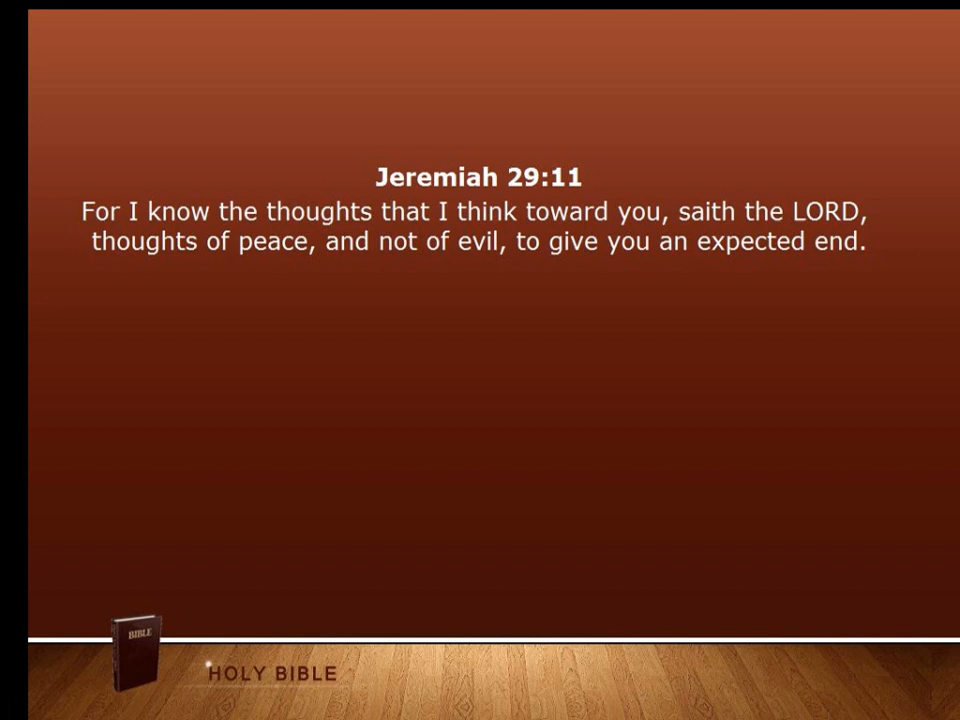 Jeremiah 29:11
For I know the thoughts that I think toward you, saith the LORD,
thoughts of peace, and not of evil, to give you an expected end.
BIBLE
HOLY BIBLE